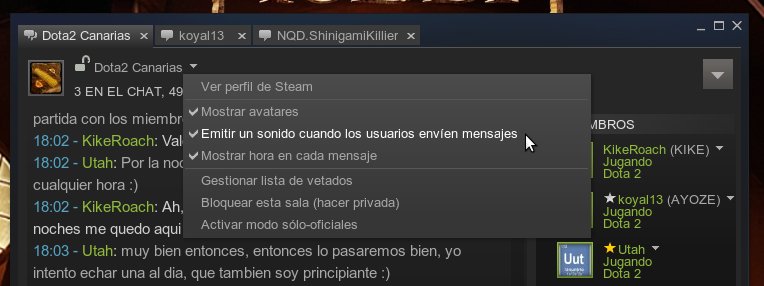 Dota2 Canarias
koyal13
NQD.ShinigamiKillier
Dota2 Canarias
3 EN EL CHAT, 49
Ver perfil de Steam
Mostrar avatares
Emitir un sonido cuando los usuarios envíen mensajes
Mostrar hora en cada mensaje
Gestionar lista de vetados
Bloquear esta sala (hacer privada)
Activar modo sólo-oficiales
partida con los miembro
18:02 - KikeRoach: Val
18:02 - Utah: Por la noc
cualquier hora :)
18:02 - KikeRoach: Ah,
noches me quedo aqui
18:03 - Utah: muy bien entonces, entonces lo pasaremos bien, yo
intento echar una al dia, que tambien soy principiante :)
MBROS
KikeRoach (KIKE)
Jugando
Dota 2
koyal13 (AYOZE)
Jugando
Dota 2
Uut
Utah
Jugando
Dota 2